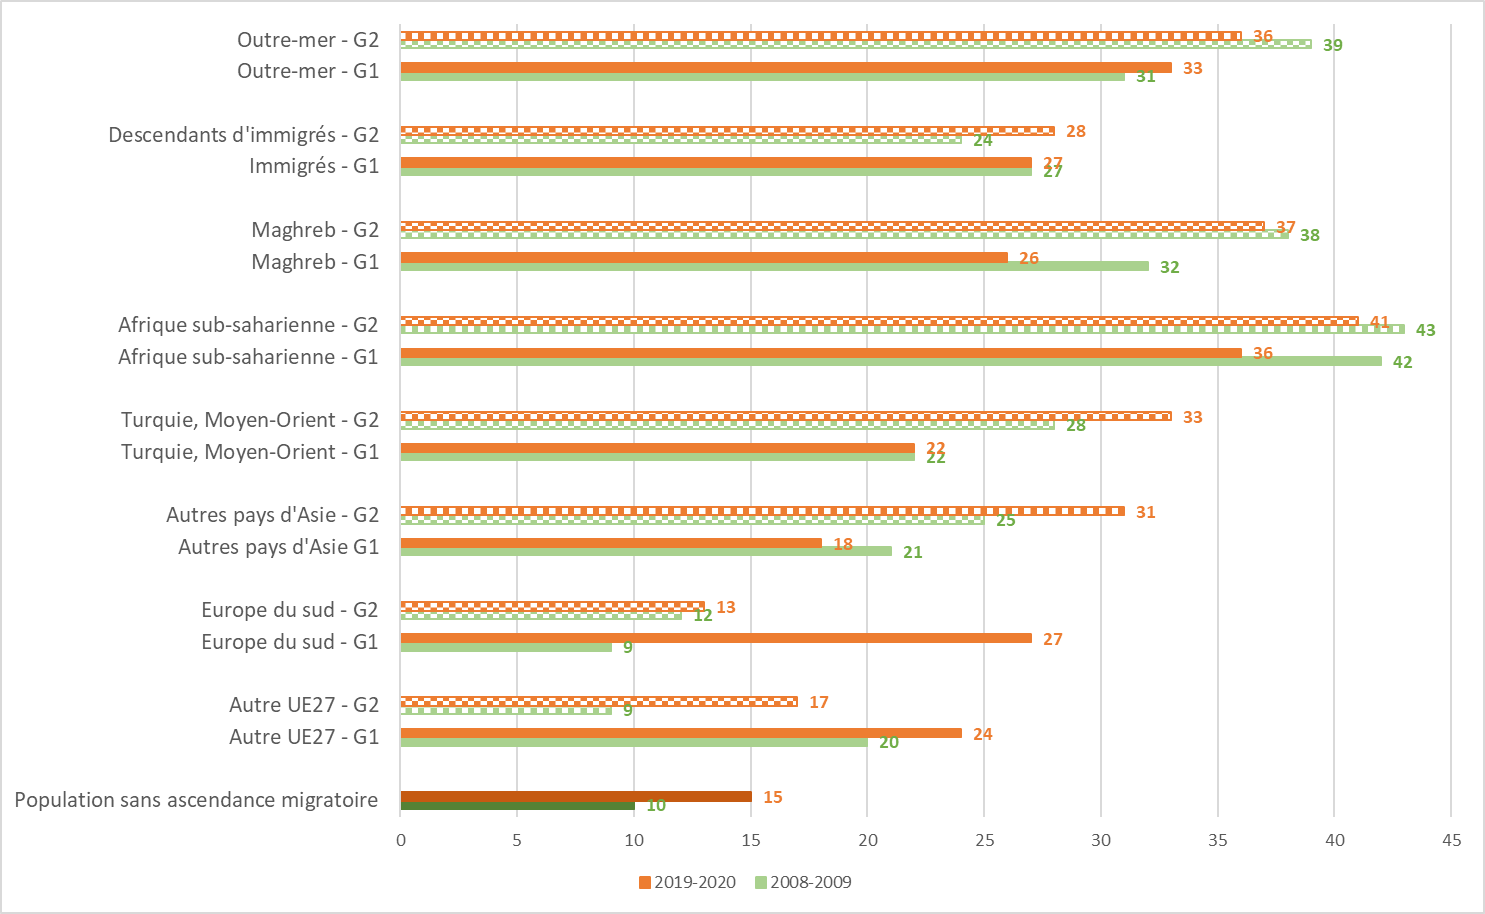 Outre-mer - G2 36 39
Outre-mer - G1 33 31
Descendants d'immigrés - G2 28 24
Immigrés - G1 27 27
Maghreb - G2 37 38
Maghreb - G1 26 32
Afrique sub-saharienne - G2 41 43
Afrique sub-saharienne - G1 36 42
Turquie, Moyen-Orient - G2 33 28
Turquie, Moyen-Orient - G1 22 22
Autres pays d'Asie - G2 31 25
Autres pays d'Asie G1 18 21
Europe du sud - G2 13 12
Europe du sud - G1 27 9
Autre UE27 - G2 17 9
Autre UE27 - G1 24 20
Population sans ascendance migratoire 15 10
0 5 10 15 20 25 30 35 40 45
2019-2020 2008-2009